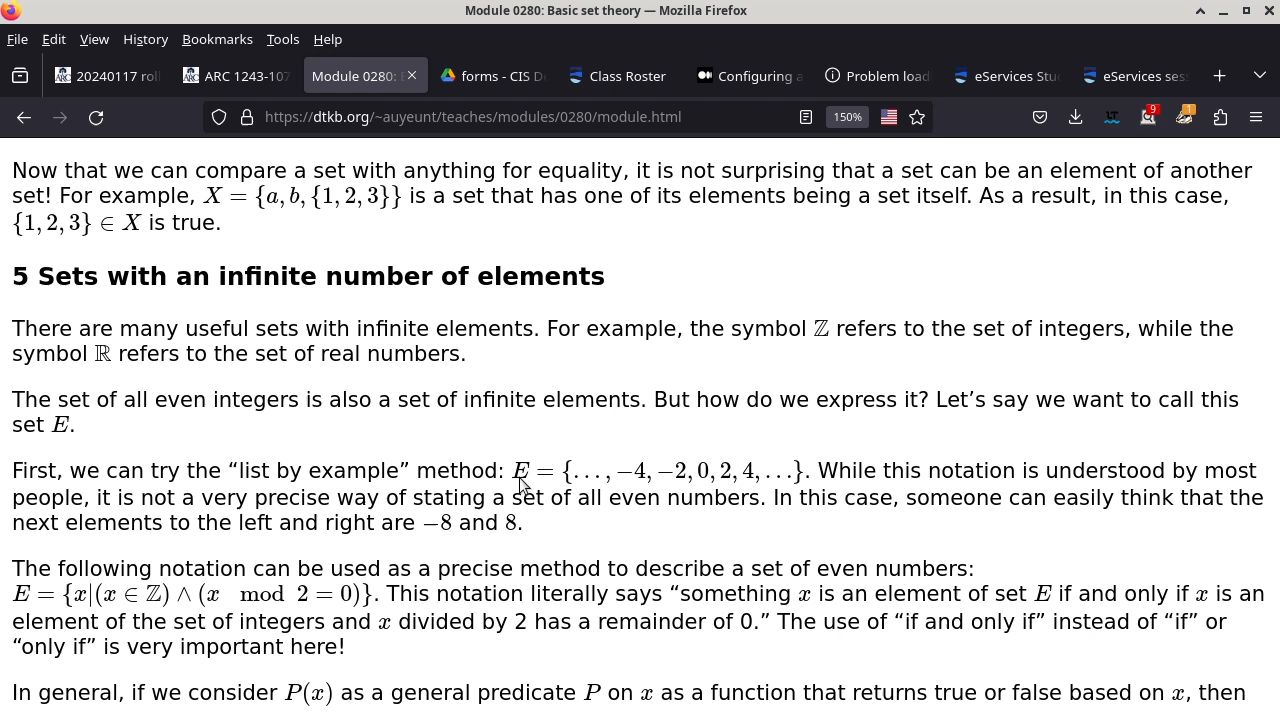 Module 0280: Basic set theory — Mozilla Firefox
File Edit View History Bookmarks Tools Help
20240117 roll ARC 1243-107 Module 0280: forms - CIS De Class Roster Configuring a Problem load eServices Stu eServices ses
https://dtkb.org/~auyeunt/teaches/modules/0280/module.html 150% 9 1
Now that we can compare a set with anything for equality, it is not surprising that a set can be an element of another
set! For example, X = {a, b, {1, 2, 3}} is a set that has one of its elements being a set itself. As a result, in this case,
{1, 2, 3} ∈ X is true.
5 Sets with an infinite number of elements
There are many useful sets with infinite elements. For example, the symbol ℤ refers to the set of integers, while the
symbol ℝ refers to the set of real numbers.
The set of all even integers is also a set of infinite elements. But how do we express it? Let’s say we want to call this
set E.
First, we can try the “list by example” method: E = {…, −4, −2, 0, 2, 4, …}. While this notation is understood by most
people, it is not a very precise way of stating a set of all even numbers. In this case, someone can easily think that the
next elements to the left and right are −8 and 8.
The following notation can be used as a precise method to describe a set of even numbers:
E = {x|(x ∈ ℤ) ∧ (x mod 2 = 0)}. This notation literally says “something x is an element of set E if and only if x is an
element of the set of integers and x divided by 2 has a remainder of 0.” The use of “if and only if” instead of “if” or
“only if” is very important here!
In general, if we consider P(x) as a general predicate P on x as a function that returns true or false based on x, then